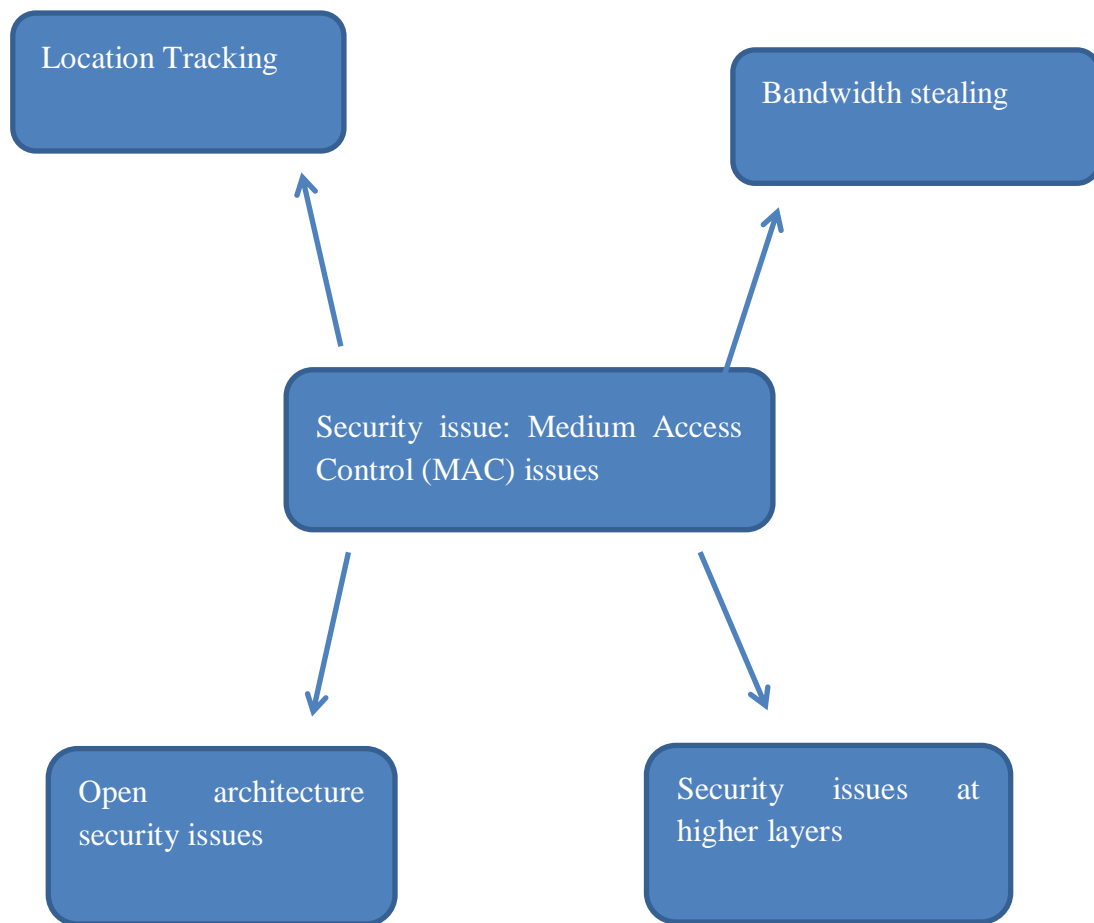 Location Tracking
Bandwidth stealing
Security issue: Medium Access
Control (MAC) issues
Open architecture
security issues
Security issues at
higher layers